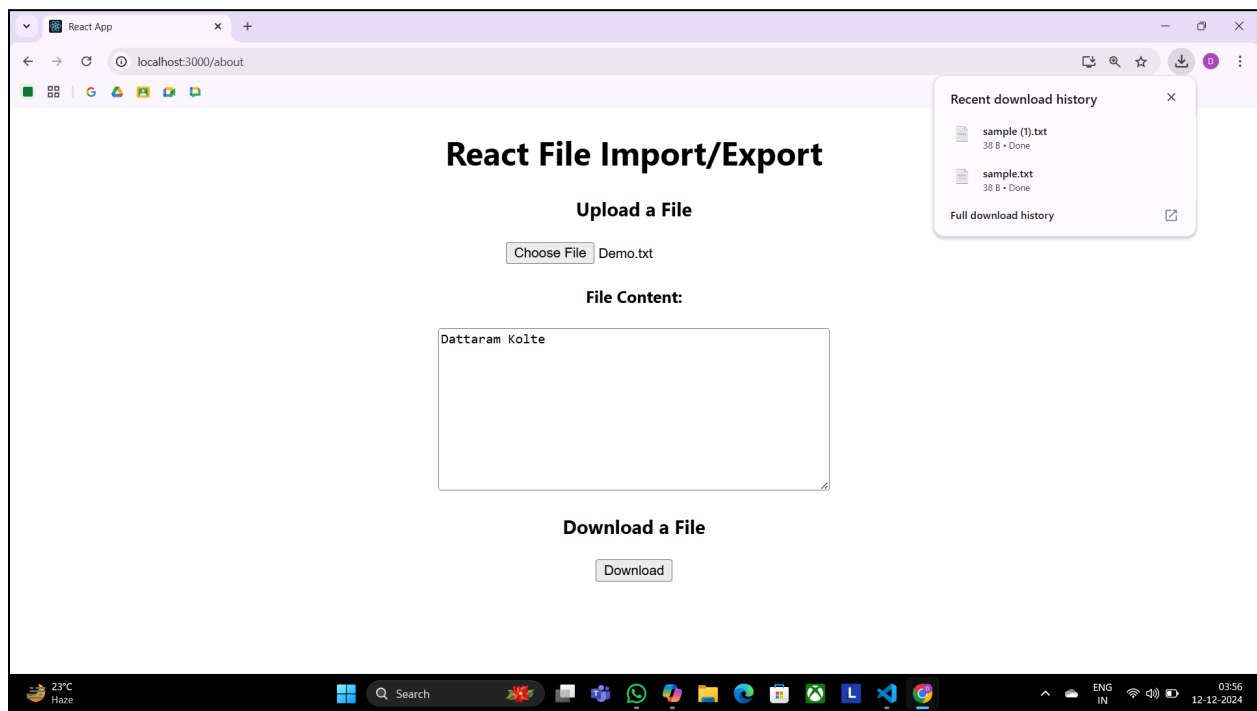 React App
localhost:3000/about
D
G
Recent download history
sample (1).txt
38 B • Done
sample.txt
38 B • Done
Full download history
React File Import/Export
Upload a File
Choose File Demo.txt
File Content:
Dattaram Kolte
Download a File
Download
23°C
Haze
Search
L
D
ENG
IN
03:56
12-12-2024